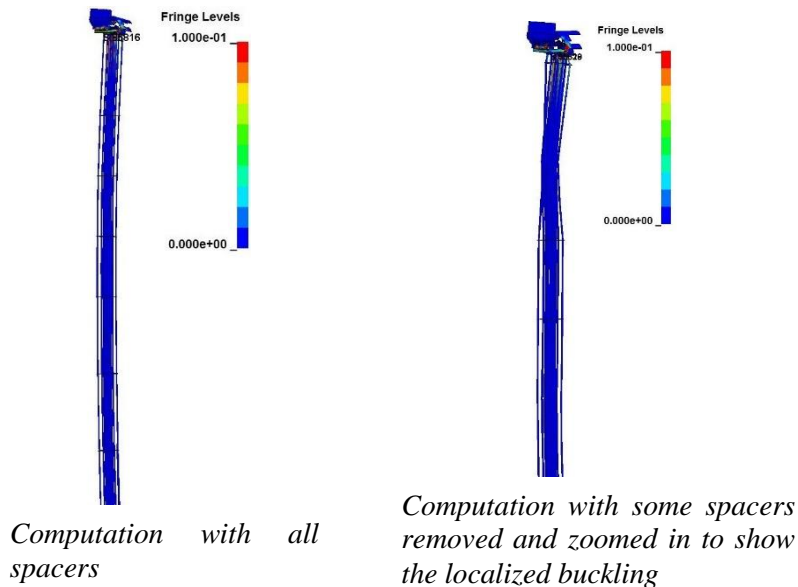 Fringe Levels
1.000e-01
0.000e+00
Computation with all
spacers
Fringe Levels
1.000e-01
0.000e+00
Computation with some spacers
removed and zoomed in to show
the localized buckling